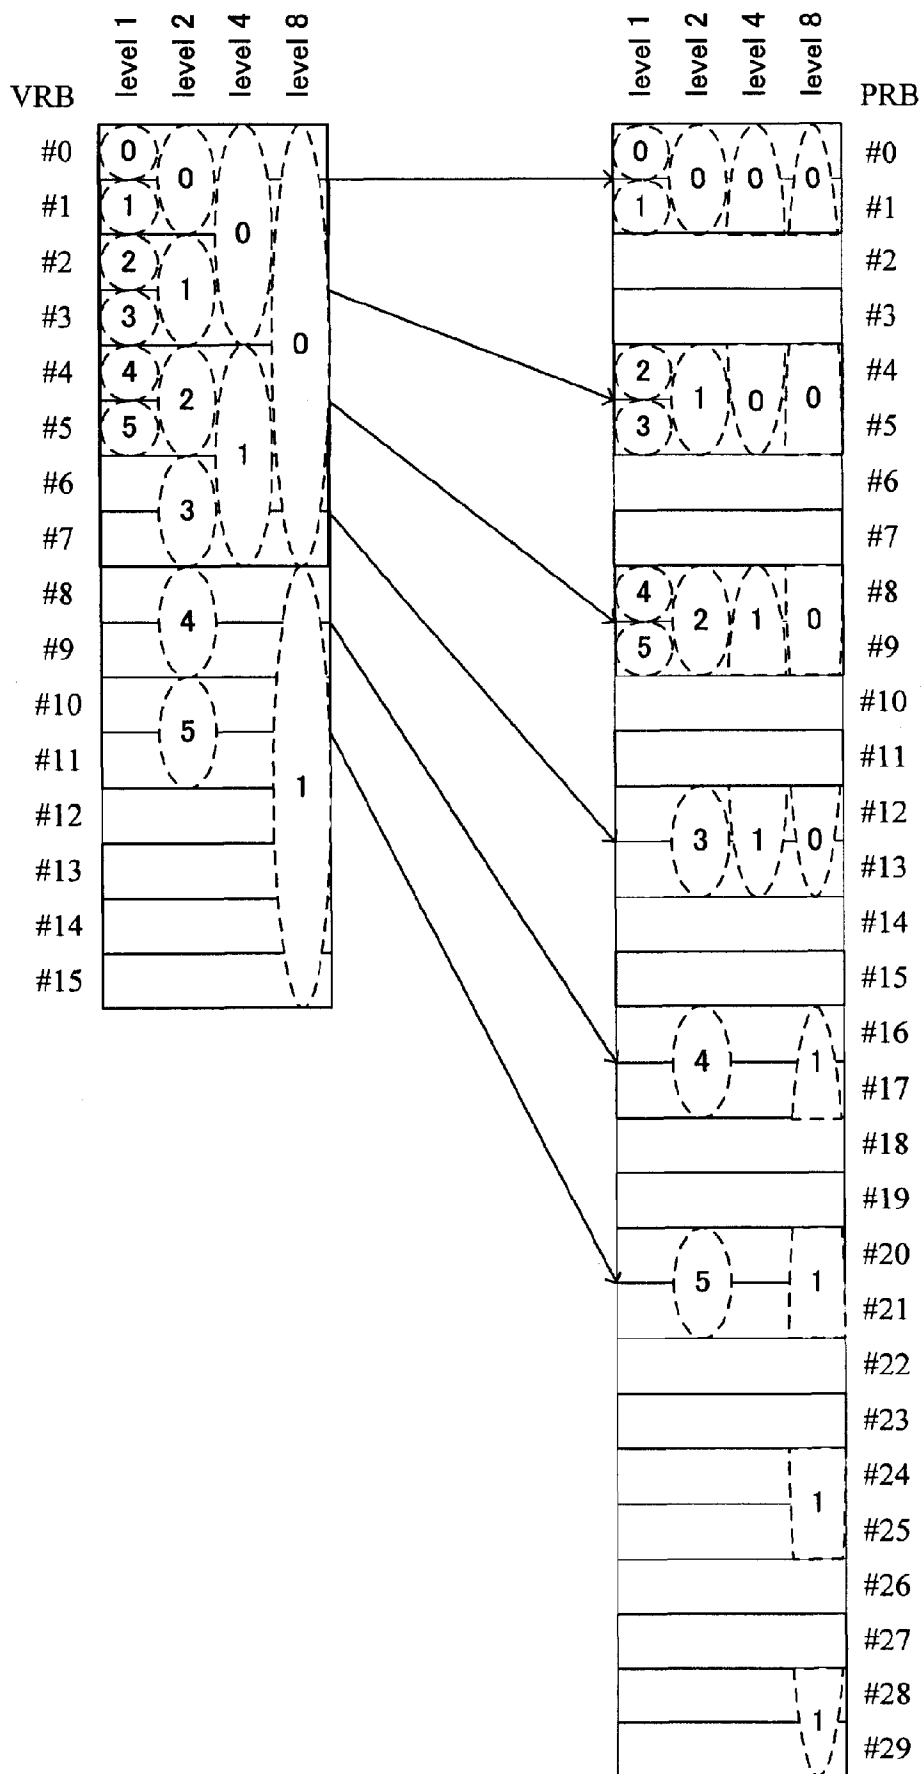 level 1 level 2 level 4 level 8 level 1 level 2 level 4 level 8
VRB PRB
#0 0 0 0 0 0 0 #0
#1 1 1 #1
#2 2 0 #2
#3 1 3 #3
#4 4 0 2 #4
#5 2 5 1 0 0 3 #5
#6 1 #6
#7 3 #7
#8 4 4 #8
#9 2 1 0 5 #9
#10 #10
#11 5 #11
#12 1 #12
#13 3 1 0 #13
#14 #14
#15 #15
#16 4 1 #16
#17
#18
#19
#20
5 1
#21
#22
#23
#24
1
#25
#26
#27
#28
1
#29